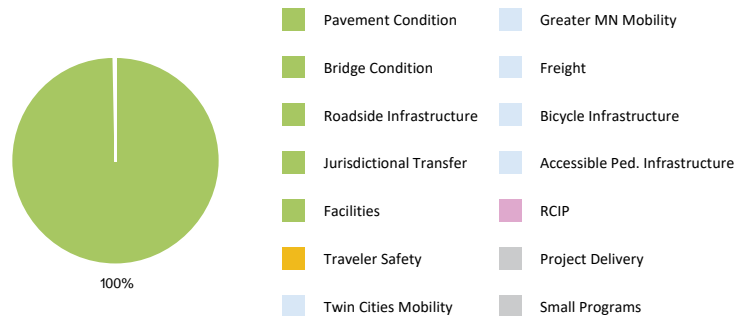 100%
Pavement Condition
Bridge Condition
Roadside Infrastructure
Jurisdictional Transfer
Facilities
Traveler Safety
Twin Cities Mobility
Greater MN Mobility
Freight
Bicycle Infrastructure
Accessible Ped. Infrastructure
RCIP
Project Delivery
Small Programs